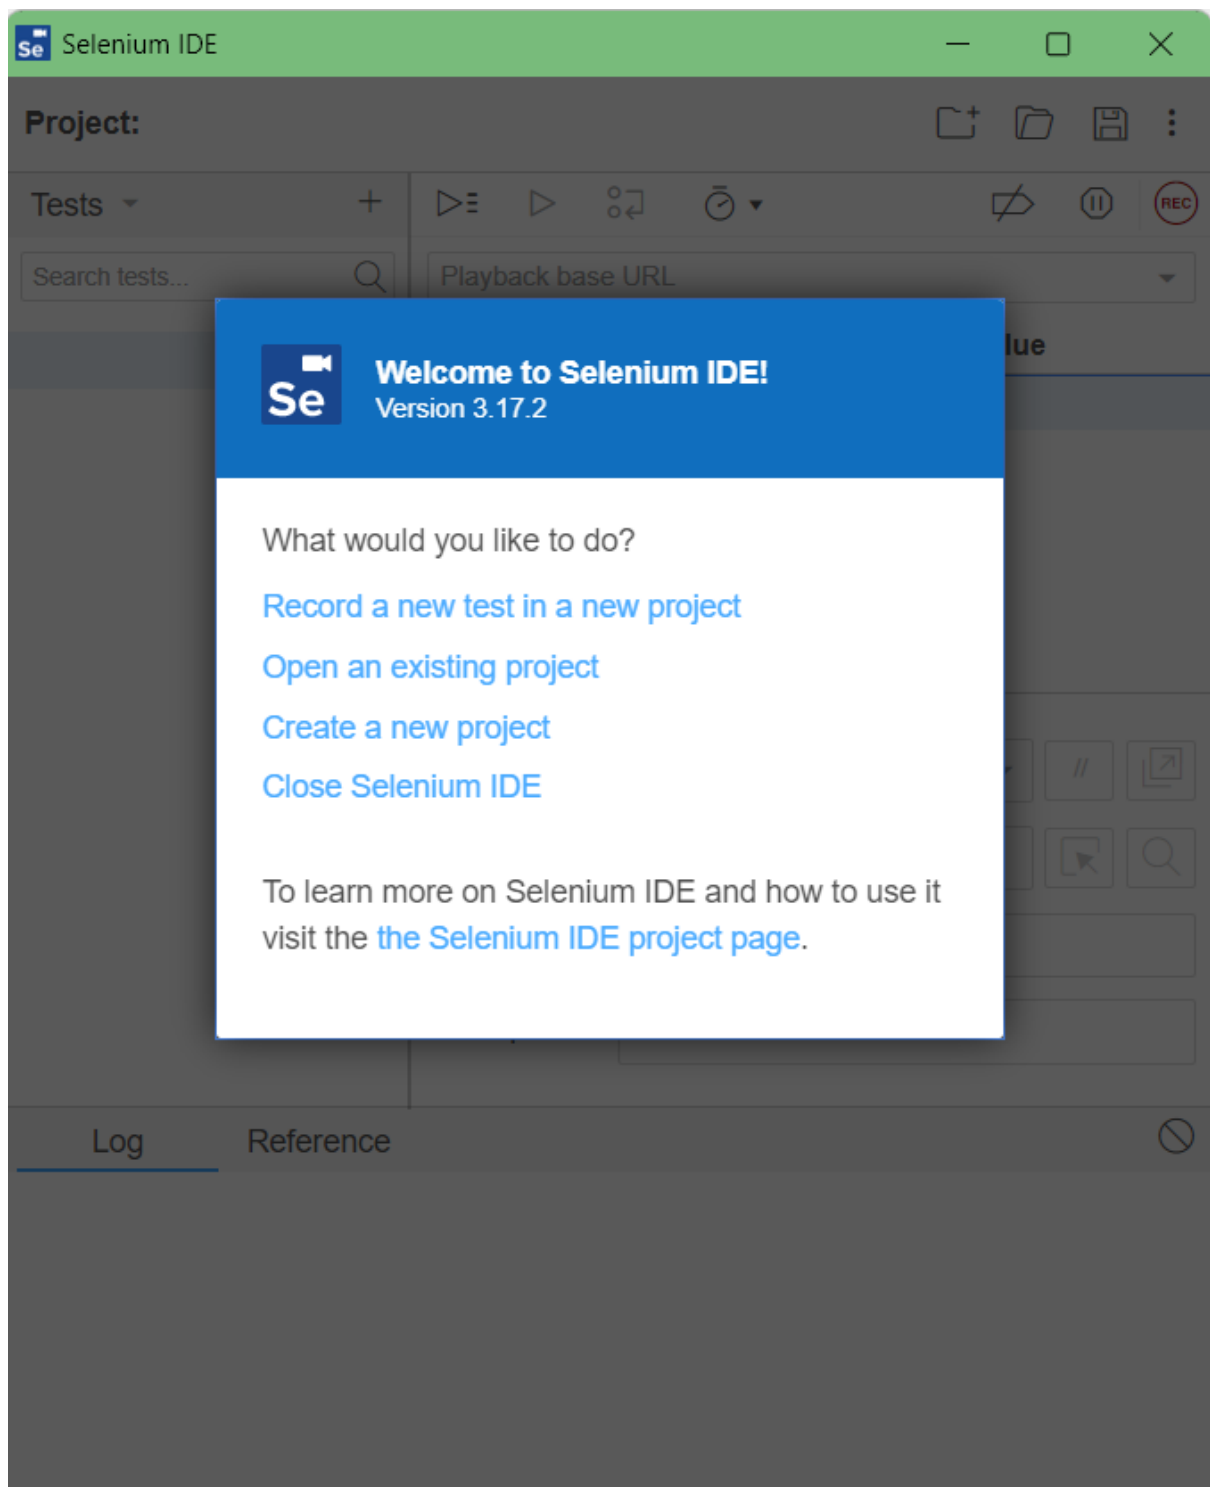 Se Selenium IDE
Project:
Tests
REC
Search tests...
Playback base URL
lue
Se
Welcome to Selenium IDE!
Version 3.17.2
What would you like to do?
Record a new test in a new project
Open an existing project
Create a new project
Close Selenium IDE
//
To learn more on Selenium IDE and how to use it
visit the the Selenium IDE project page.
Log
Reference